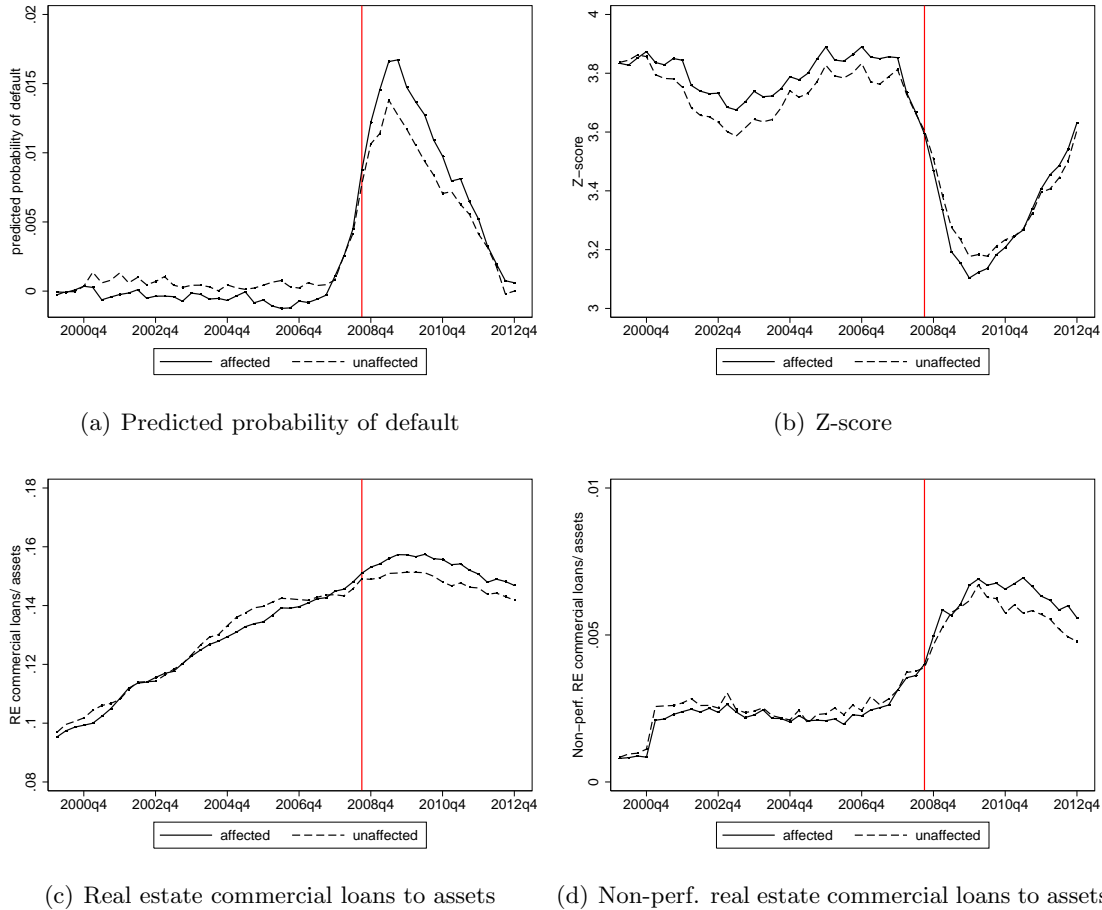 predicted probability of default
0 .005 .01 .015 .02
2000q4 2002q4 2004q4 2006q4 2008q4 2010q4 2012q4
affected unaffected
(a) Predicted probability of default
Z−score
3 3.2 3.4 3.6 3.8 4
2000q4 2002q4 2004q4 2006q4 2008q4 2010q4 2012q4
affected unaffected
(b) Z-score
RE commercial loans/ assets
.08 .1 .12 .14 .16 .18
2000q4 2002q4 2004q4 2006q4 2008q4 2010q4 2012q4
affected unaffected
(c) Real estate commercial loans to assets
Non−perf. RE commercial loans/ assets
0 .005 .01
2000q4 2002q4 2004q4 2006q4 2008q4 2010q4 2012q4
affected unaffected
(d) Non-perf. real estate commercial loans to assets